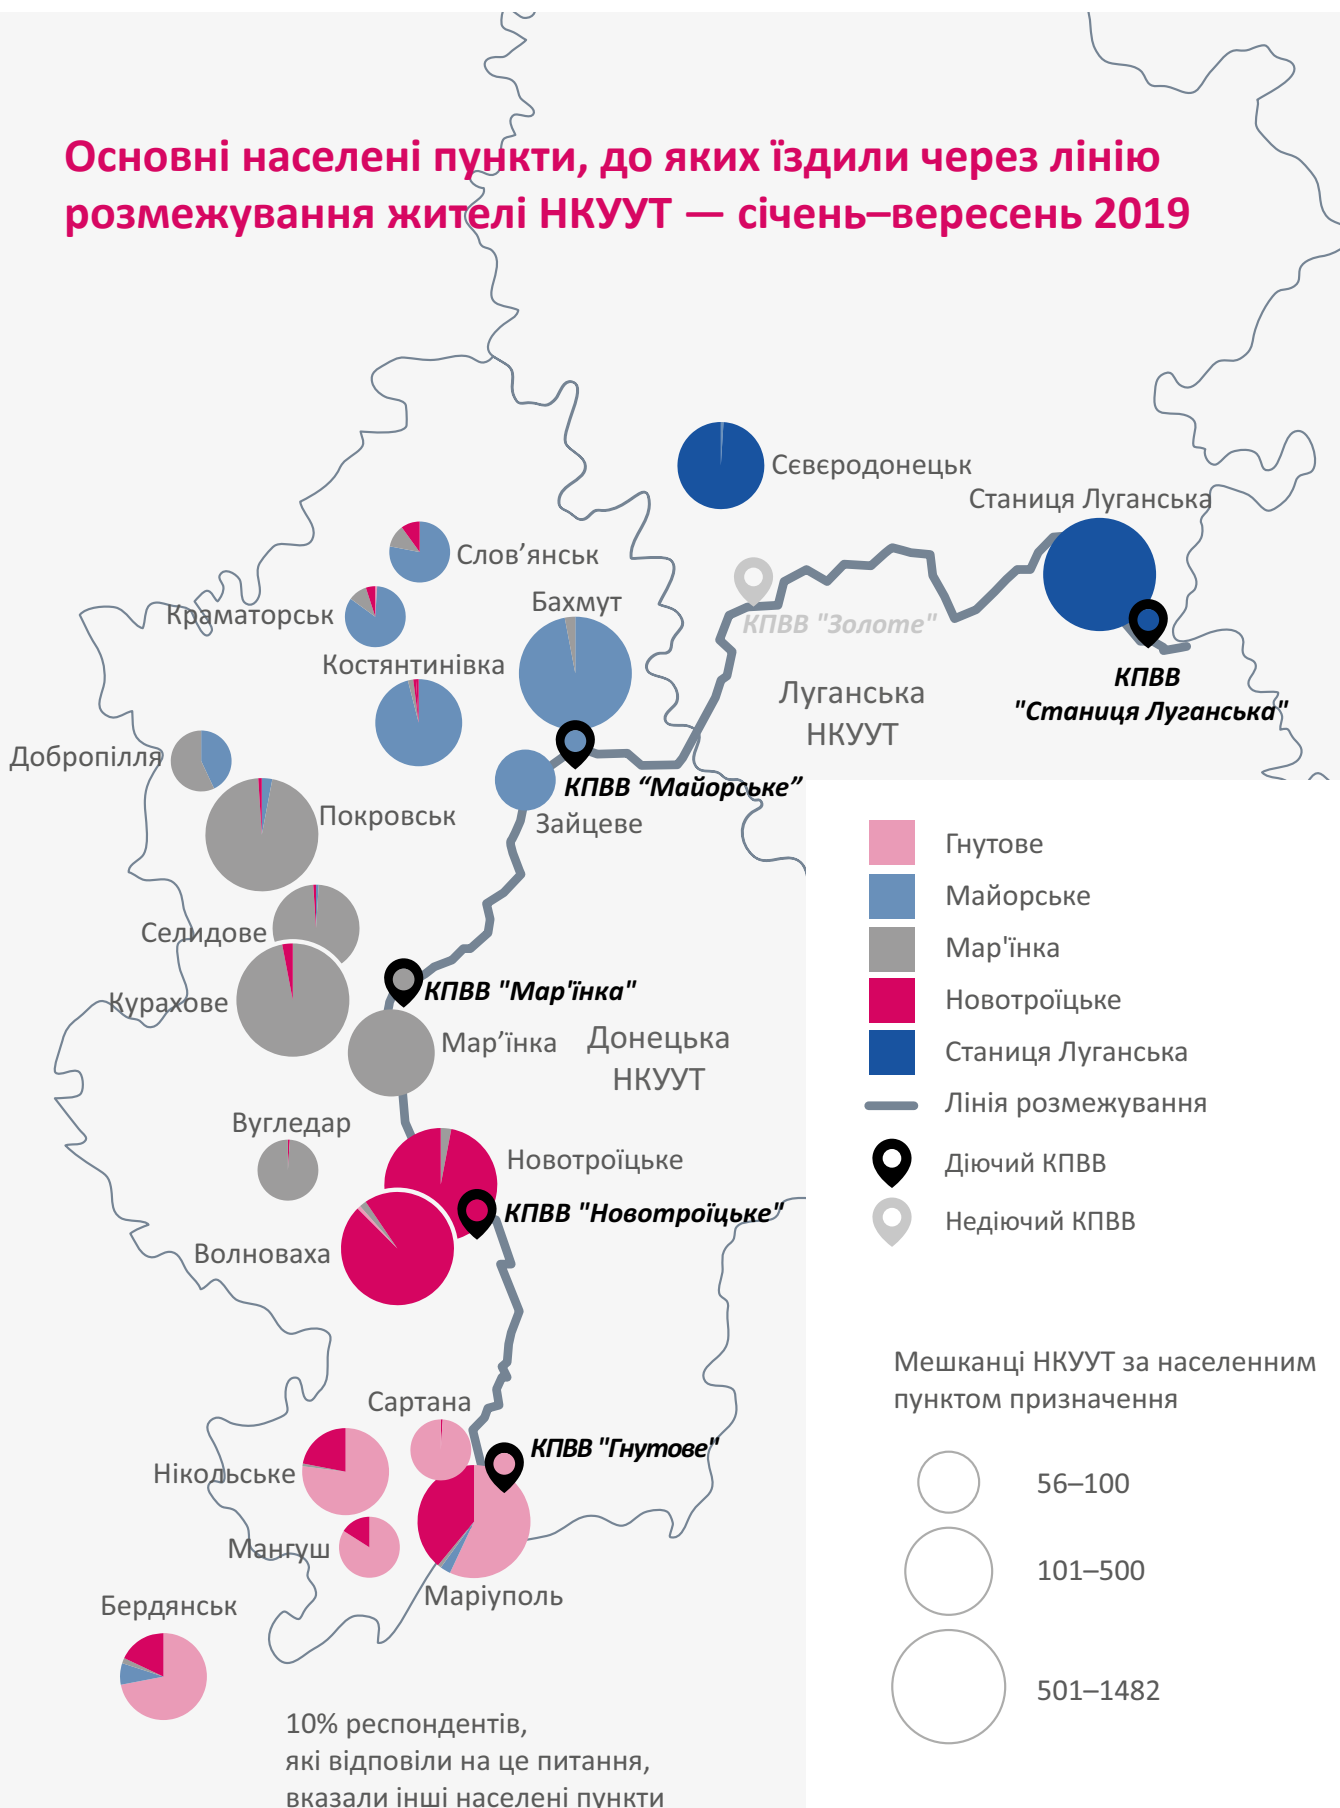 Основні населені пункти, до яких їздили через лінію
розмежування жителі НКУУТ — січень–вересень 2019
Сєвєродонецьк
Станиця Луганська
Слов’янськ
Краматорськ
Бахмут
КПВВ "Золоте"
Костянтинівка
Луганська
НКУУТ
КПВВ
"Станиця Луганська"
Добропілля
КПВВ “Майорське”
Покровськ
Зайцеве
Селидове
Курахове
КПВВ "Мар'їнка"
Мар’їнка
Донецька
НКУУТ
Вугледар
Новотроїцьке
КПВВ "Новотроїцьке"
Волноваха
Сартана
КПВВ "Гнутове"
Нікольське
Мангуш
Маріуполь
Бердянськ
10% респондентів,
які відповіли на це питання,
вказали інші населені пункти
Гнутове
Майорське
Мар'їнка
Новотроїцьке
Станиця Луганська
Лінія розмежування
Діючий КПВВ
Недіючий КПВВ
Мешканці НКУУТ за населенним
пунктом призначення
56–100
101–500
501–1482